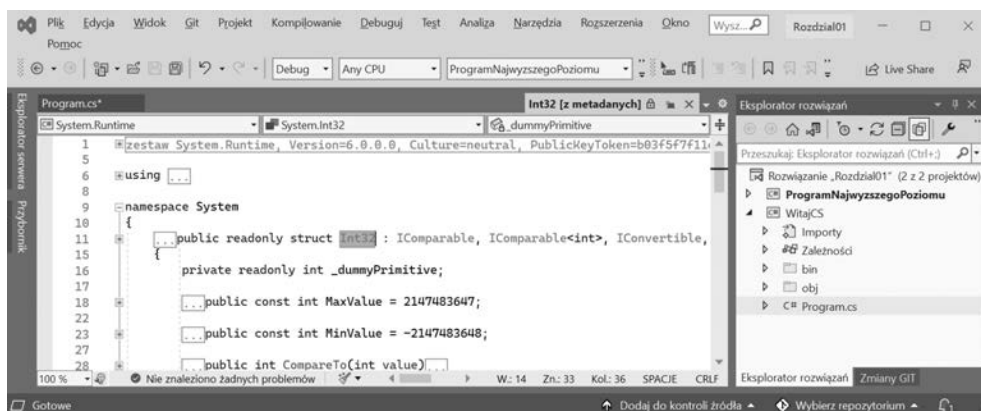 Plik Edycja Widok Git Projekt Kompilowanie Debuguj Test Analiza Narzędzia Rozszerzenia Okno Wysz... Rozdzial01
Pomoc
Debug Any CPU ProgramNajwyzszegoPoziomu Live Share
Eksplorator serwera Przybornik
Program.cs* Int32 [z metadanych]
System.Runtime System.Int32 _dummyPrimitive
1 zestaw System.Runtime, Version=6.0.0.0, Culture=neutral, PublicKeyToken=b03f5f7f11
5
6 using ...
8
9 namespace System
10 {
11 ...public readonly struct Int32 : IComparable, IComparable<int>, IConvertible,
15 {
16 private readonly int _dummyPrimitive;
17
18 ...public const int MaxValue = 2147483647;
22
23 ...public const int MinValue = -2147483648;
27
28 ...public int CompareTo(int value)...
100 % Nie znaleziono żadnych problemów W.: 14 Zn.: 33 Kol.: 36 SPACJE CRLF
Eksplorator rozwiązań
Przeszukaj: Eksplorator rozwiązań (Ctrl+;)
Rozwiązanie „Rozdzial01” (2 z 2 projektów)
C# ProgramNajwyzszegoPoziomu
C# WitajCS
Importy
Zależności
bin
obj
C# Program.cs
Eksplorator rozwiązań Zmiany GIT
Gotowe Dodaj do kontroli źródła Wybierz repozytorium 1